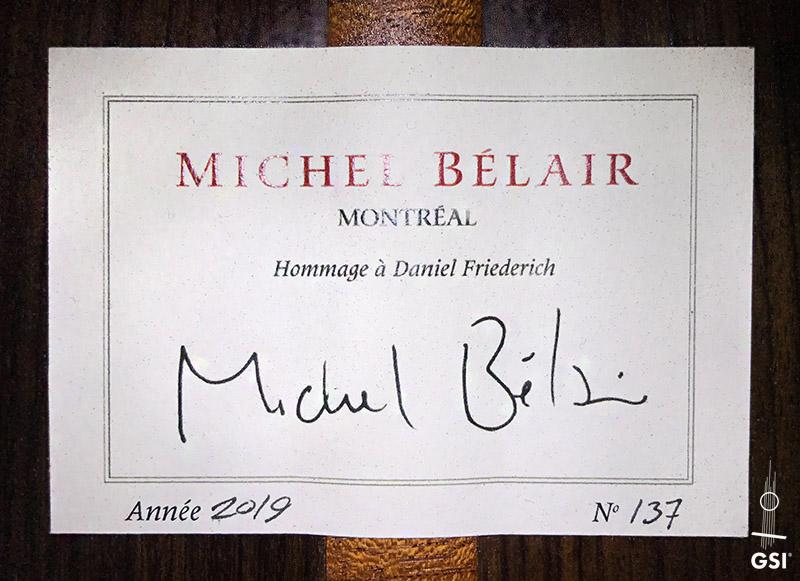 MICHEL BÉLAIR
MONTRÉAL
Hommage à Daniel Friederich
Michel Bélair
Année 2019
Nº 137
GSI®